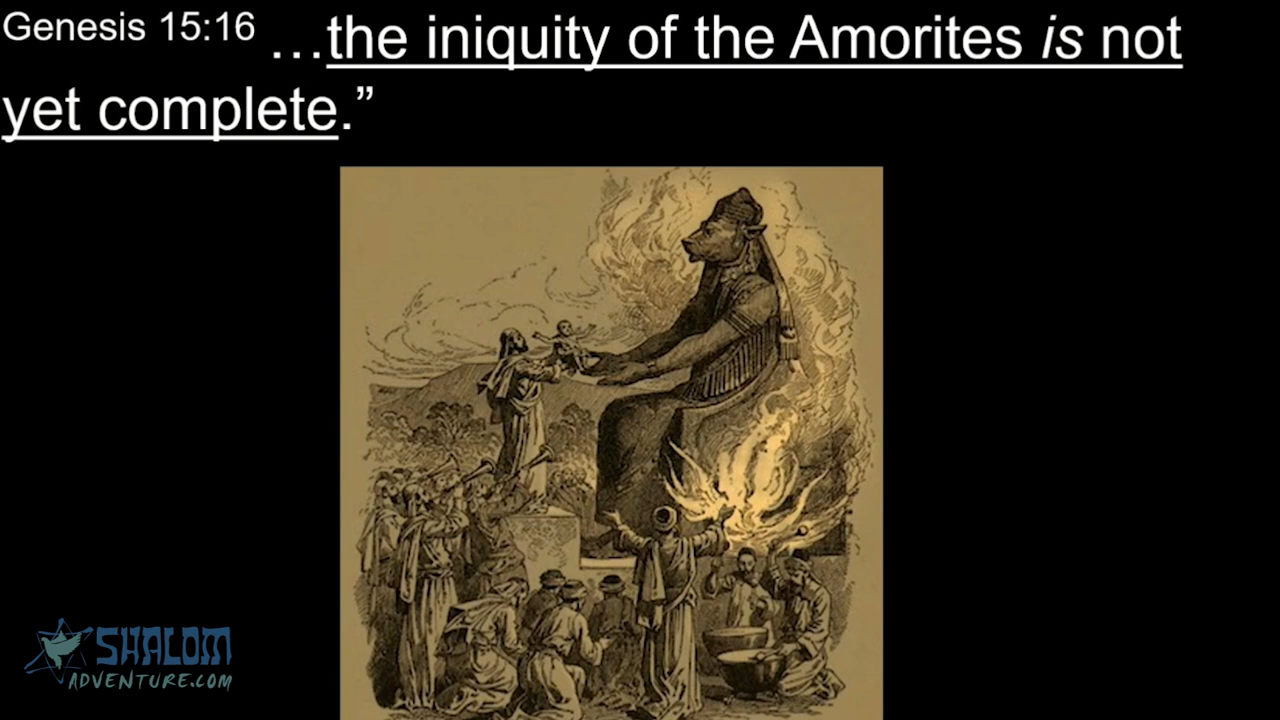 Genesis 15:16 …the iniquity of the Amorites is not
yet complete.”
SHALOM
ADVENTURE.COM